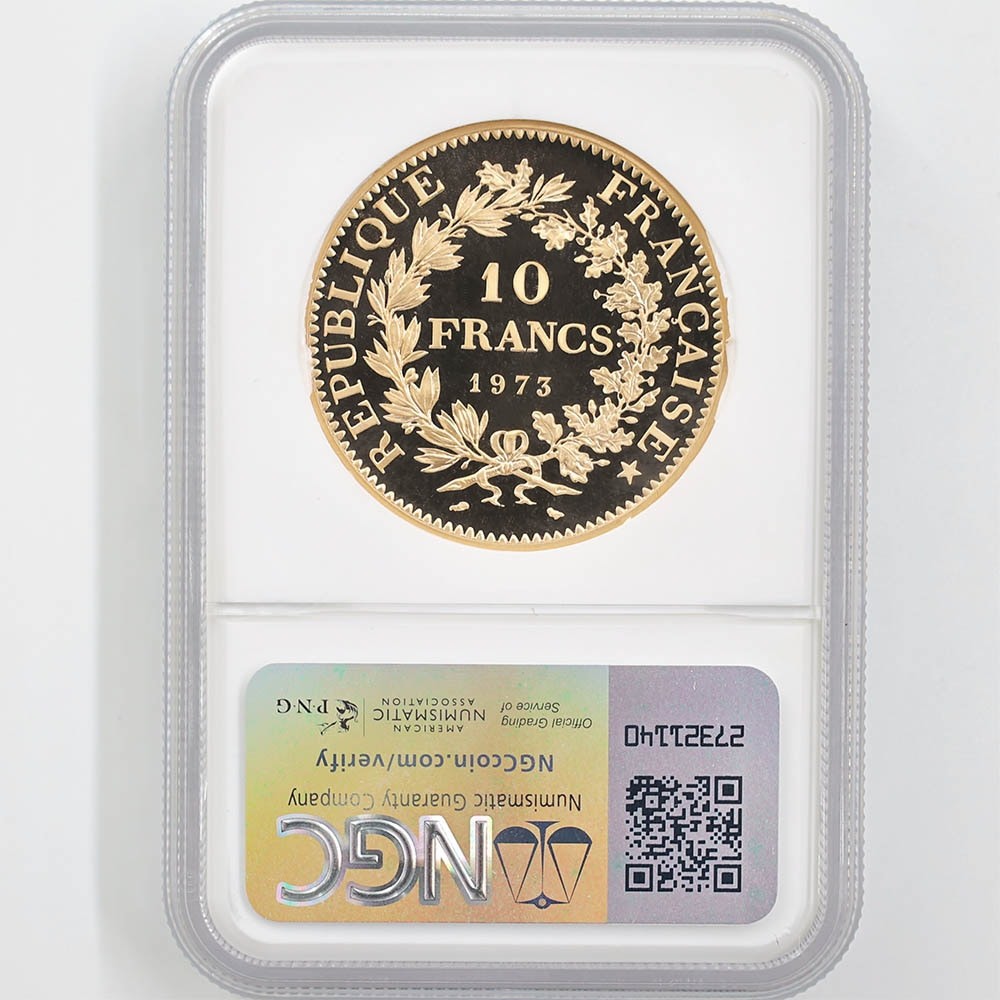 REPUBLIQUE FRANÇAISE
10
FRANCS.
1973
NGC
Numismatic Guaranty Company
NGCcoin.com/verify
Official Grading
Service of
AMERICAN
NUMISMATIC
ASSOCIATION
P·N·G
27321140